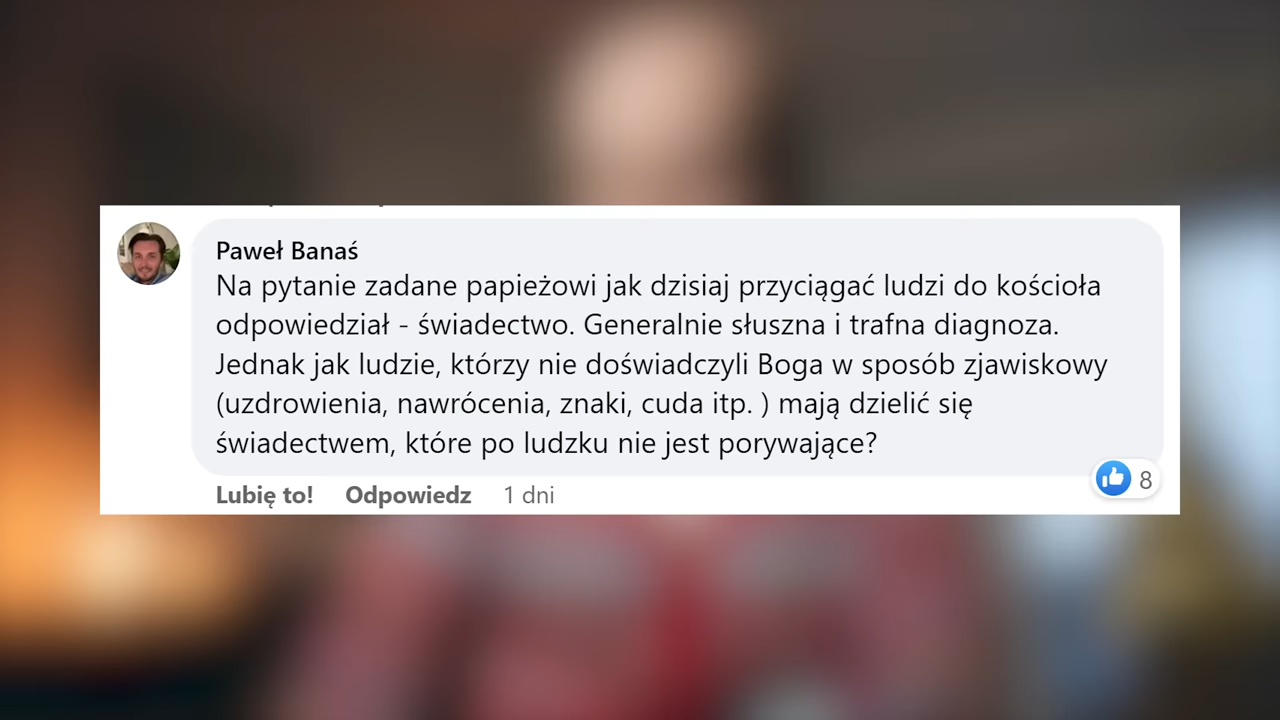 Paweł Banaś
Na pytanie zadane papieżowi jak dzisiaj przyciągać ludzi do kościoła
odpowiedział - świadectwo. Generalnie słuszna i trafna diagnoza.
Jednak jak ludzie, którzy nie doświadczyli Boga w sposób zjawiskowy
(uzdrowienia, nawrócenia, znaki, cuda itp. ) mają dzielić się
świadectwem, które po ludzku nie jest porywające?
Lubię to! Odpowiedz 1 dni 8